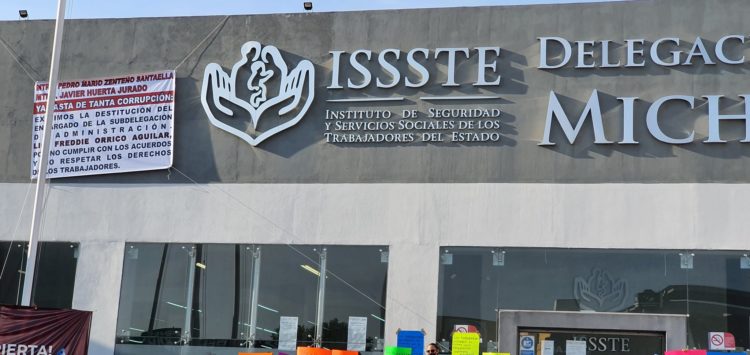 ISSSTE
INSTITUTO DE SEGURIDAD
Y SERVICIOS SOCIALES DE LOS
TRABAJADORES DEL ESTADO
DELEGAC
MICH
PEDRO MARIO ZENTENO SANTAELLA
JAVIER HUERTA JURADO
YA BASTA DE TANTA CORRUPCIÓN:
EXIGIMOS LA DESTITUCIÓN DEL
ENCARGADO DE LA SUBDELEGACIÓN
DE ADMINISTRACIÓN
FREDDIE ORRICO AGUILAR
POR NO CUMPLIR CON LOS ACUERDOS
Y NO RESPETAR LOS DERECHOS
DE LOS TRABAJADORES.
ISSSTE
PIERTA!